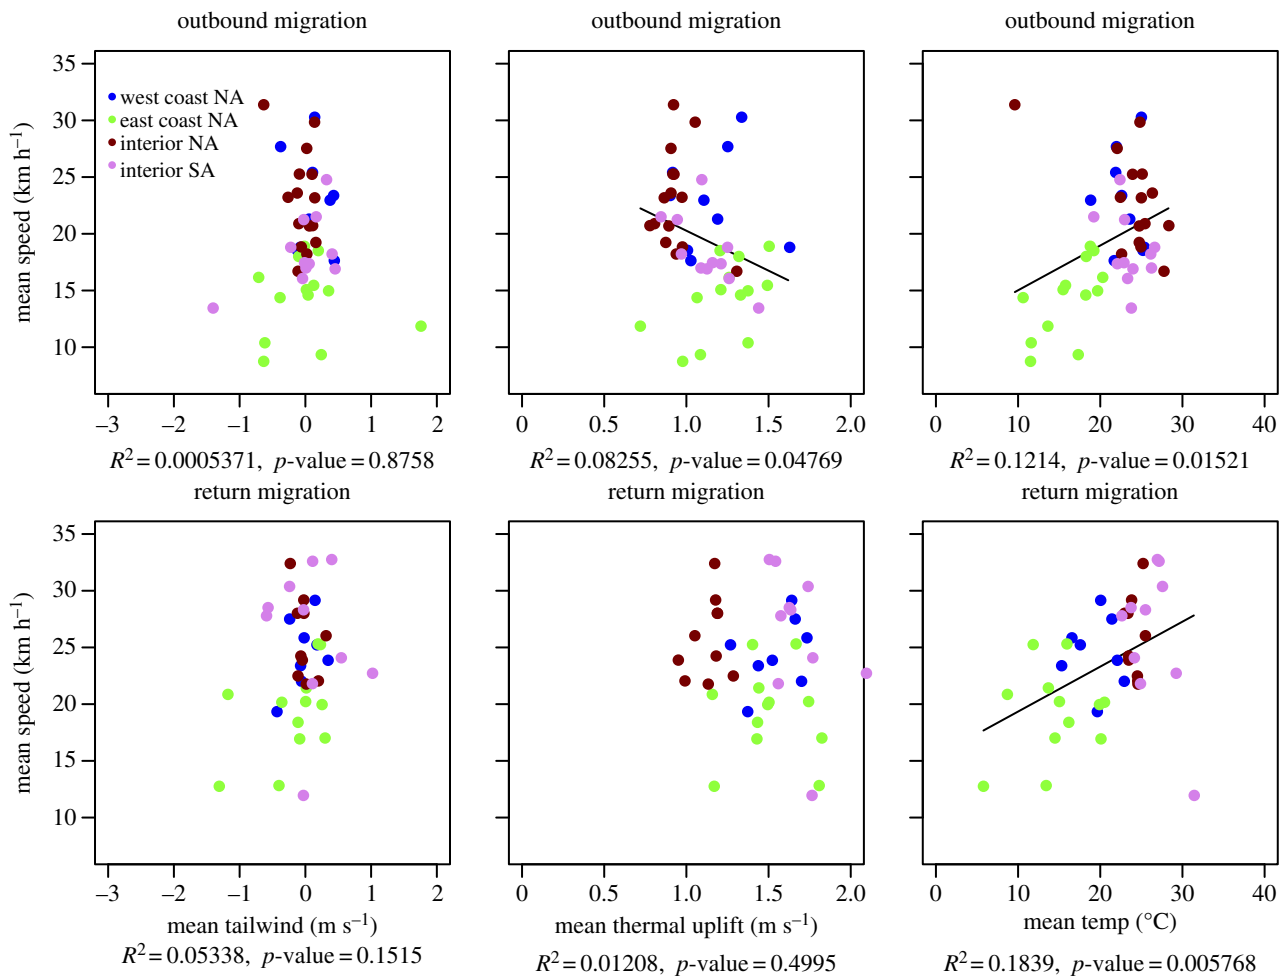 outbound migration
outbound migration
outbound migration
mean speed (km h⁻¹)
35
30
25
20
15
10
west coast NA
east coast NA
interior NA
interior SA
−3 −2 −1 0 1 2
0 0.5 1.0 1.5 2.0
0 10 20 30 40
R² = 0.0005371, p-value = 0.8758
R² = 0.08255, p-value = 0.04769
R² = 0.1214, p-value = 0.01521
return migration
return migration
return migration
mean speed (km h⁻¹)
35
30
25
20
15
10
−3 −2 −1 0 1 2
0 0.5 1.0 1.5 2.0
0 10 20 30 40
mean tailwind (m s⁻¹)
mean thermal uplift (m s⁻¹)
mean temp (°C)
R² = 0.05338, p-value = 0.1515
R² = 0.01208, p-value = 0.4995
R² = 0.1839, p-value = 0.005768